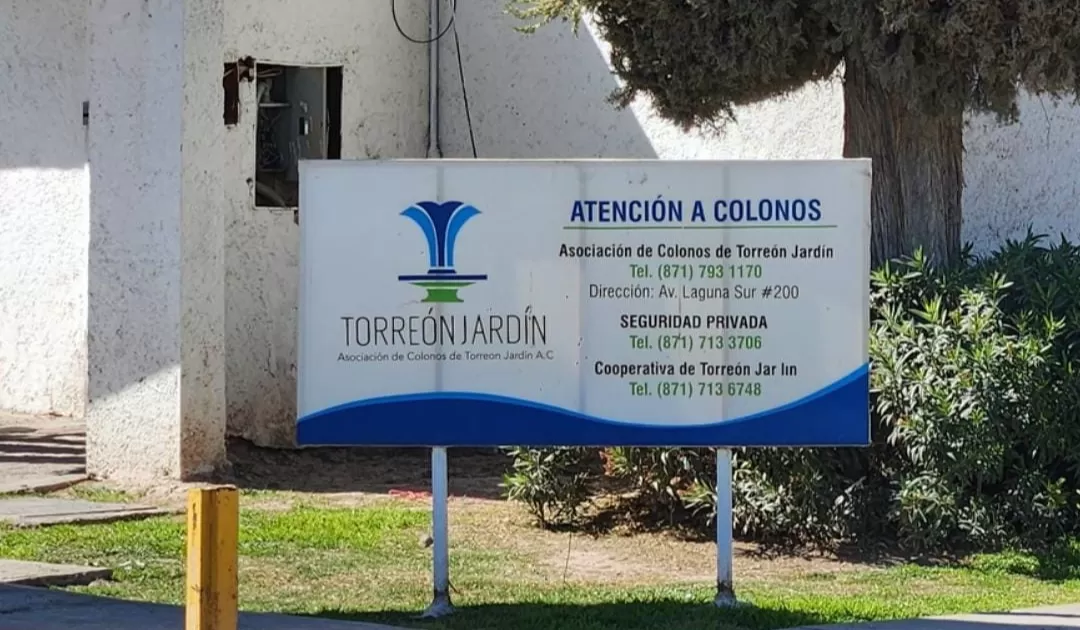 TORREÓN JARDÍN
Asociación de Colonos de Torreon Jardin A.C
ATENCIÓN A COLONOS
Asociación de Colonos de Torreón Jardín
Tel. (871) 793 1170
Dirección: Av. Laguna Sur #200
SEGURIDAD PRIVADA
Tel. (871) 713 3706
Cooperativa de Torreón Jar lin
Tel. (871) 713 6748